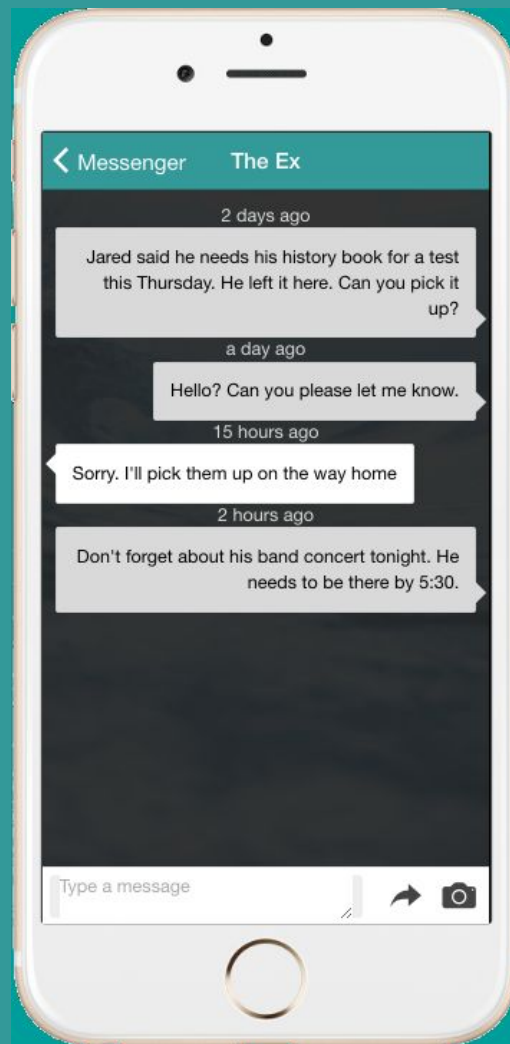 Messenger The Ex
2 days ago
Jared said he needs his history book for a test
this Thursday. He left it here. Can you pick it
up?
a day ago
Hello? Can you please let me know.
15 hours ago
Sorry. I'll pick them up on the way home
2 hours ago
Don't forget about his band concert tonight. He
needs to be there by 5:30.
Type a message